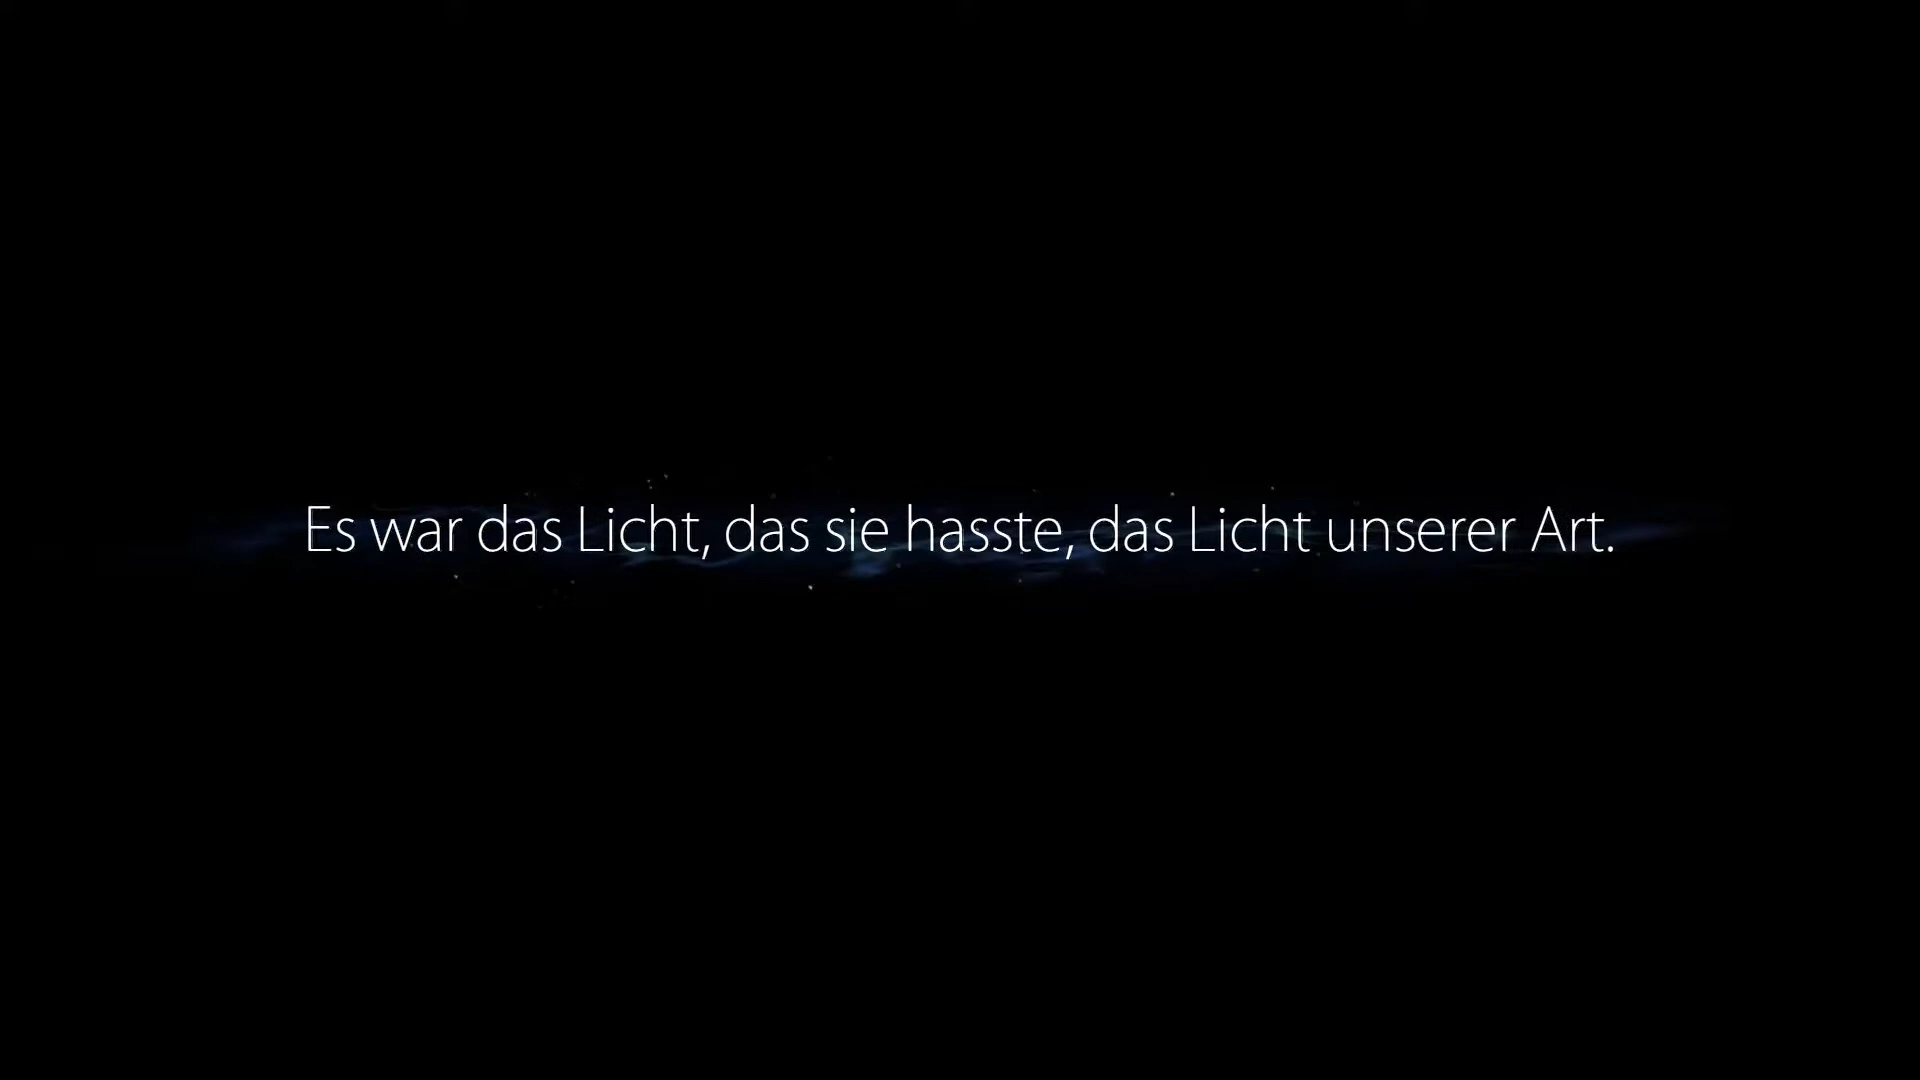 Es war das Licht, das sie hasste, das Licht unserer Art.